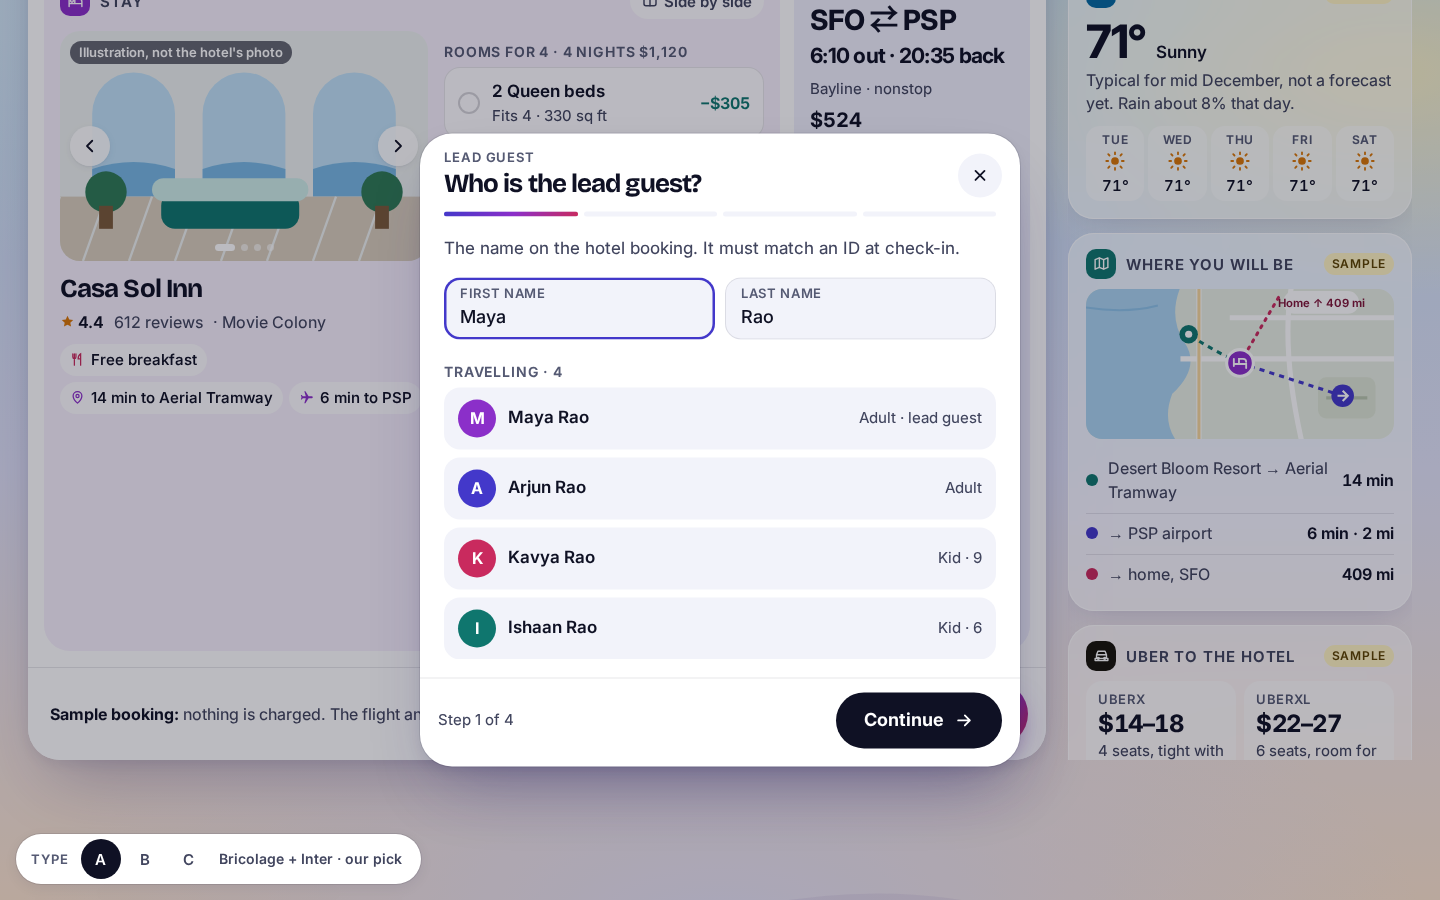 STAY
Side by side
Illustration, not the hotel's photo
ROOMS FOR 4 · 4 NIGHTS $1,120
2 Queen beds
Fits 4 · 330 sq ft
−$305
Casa Sol Inn
4.4 612 reviews · Movie Colony
Free breakfast
14 min to Aerial Tramway
6 min to PSP
SFO ⇄ PSP
6:10 out · 20:35 back
Bayline · nonstop
$524
LEAD GUEST
Who is the lead guest?
The name on the hotel booking. It must match an ID at check-in.
FIRST NAME
Maya
LAST NAME
Rao
TRAVELLING · 4
M Maya Rao Adult · lead guest
A Arjun Rao Adult
K Kavya Rao Kid · 9
I Ishaan Rao Kid · 6
Step 1 of 4
Continue →
Sample booking: nothing is charged. The flight an
71° Sunny
Typical for mid December, not a forecast
yet. Rain about 8% that day.
TUE WED THU FRI SAT
71° 71° 71° 71° 71°
WHERE YOU WILL BE SAMPLE
Home ↑ 409 mi
Desert Bloom Resort → Aerial
Tramway
14 min
→ PSP airport 6 min · 2 mi
→ home, SFO 409 mi
UBER TO THE HOTEL SAMPLE
UBERX
$14–18
4 seats, tight with
UBERXL
$22–27
6 seats, room for
TYPE A B C Bricolage + Inter · our pick